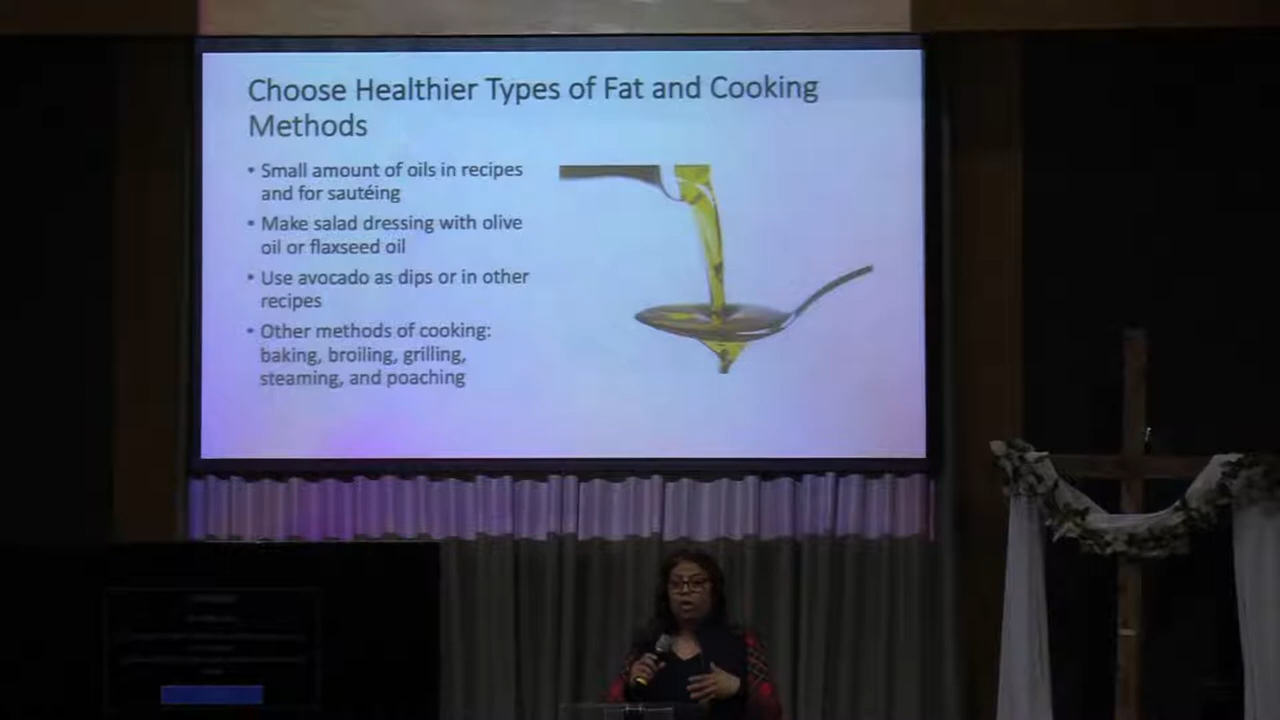 Choose Healthier Types of Fat and Cooking
Methods
• Small amount of oils in recipes
and for sautéing
• Make salad dressing with olive
oil or flaxseed oil
• Use avocado as dips or in other
recipes
• Other methods of cooking:
baking, broiling, grilling,
steaming, and poaching